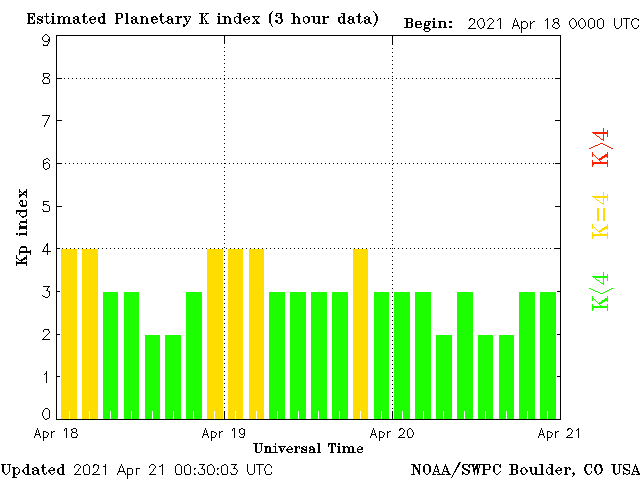 Estimated Planetary K index (3 hour data)
Begin: 2021 Apr 18 0000 UTC
9
8
7
6
5
4
3
2
1
0
Kp index
K>4
K=4
K<4
Apr 18
Apr 19
Apr 20
Apr 21
Universal Time
Updated 2021 Apr 21 00:30:03 UTC
NOAA/SWPC Boulder, CO USA